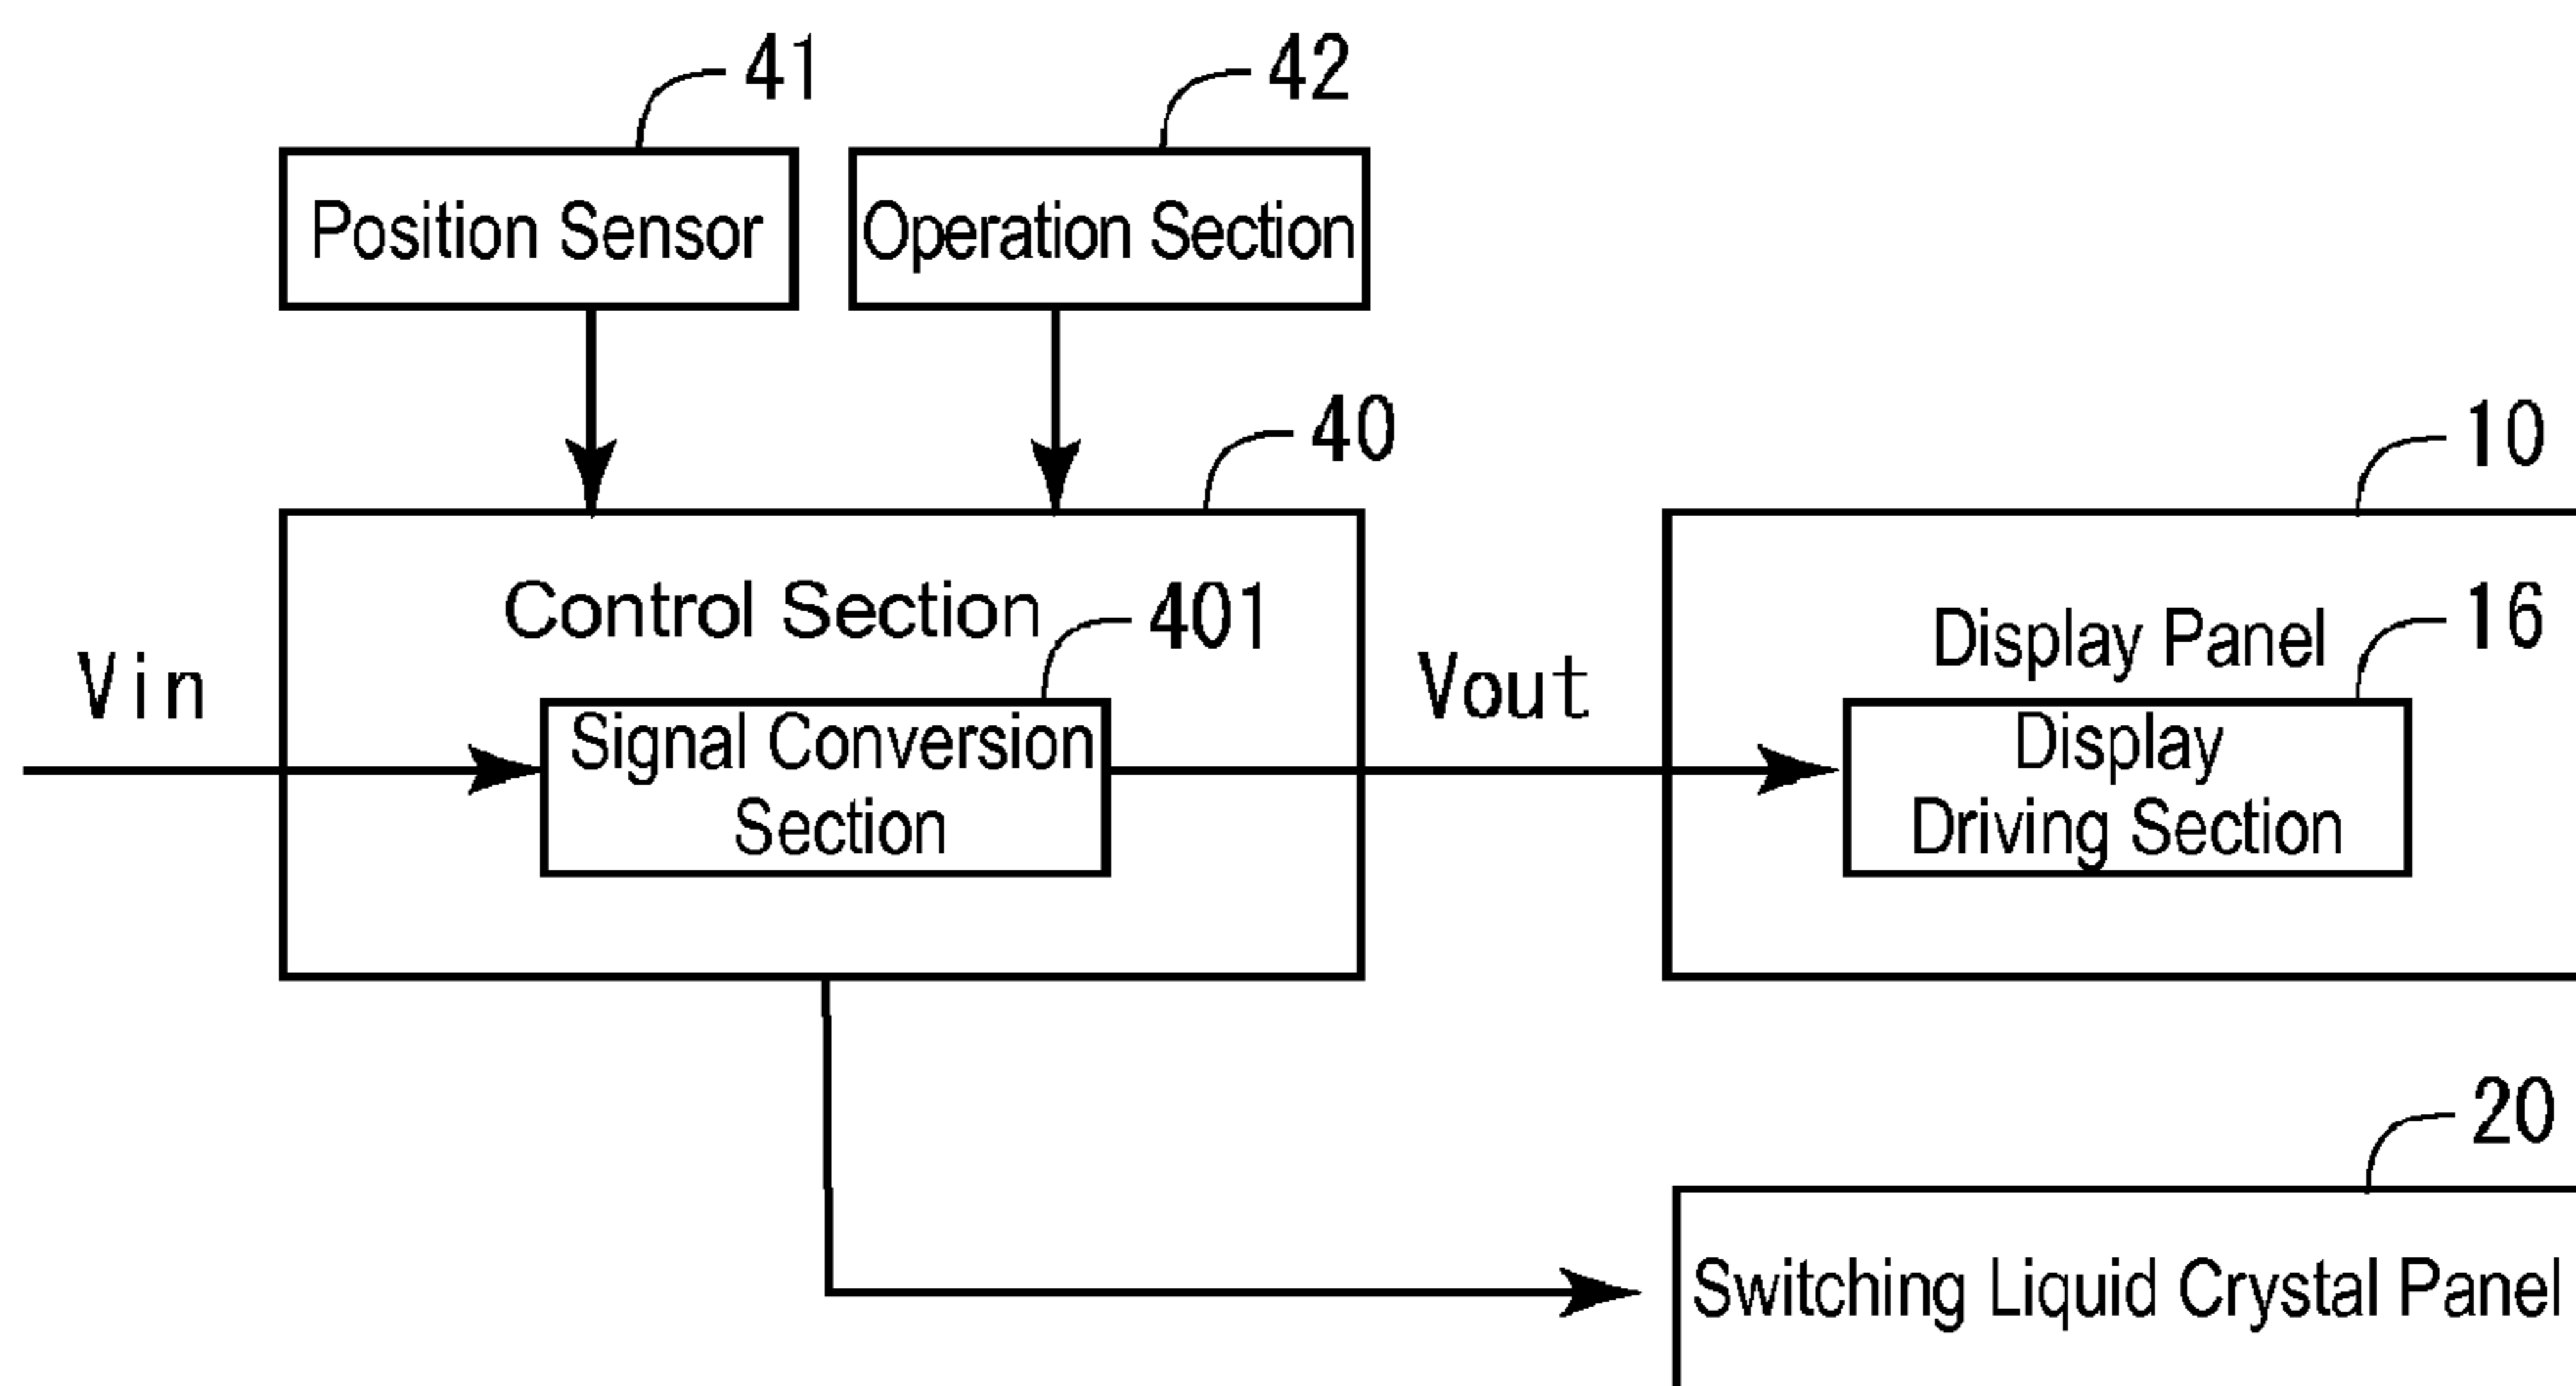 41
42
Position Sensor
Operation Section
40
10
Control Section
401
Display Panel
16
Vin
Signal Conversion
Section
Vout
Display
Driving Section
20
Switching Liquid Crystal Panel